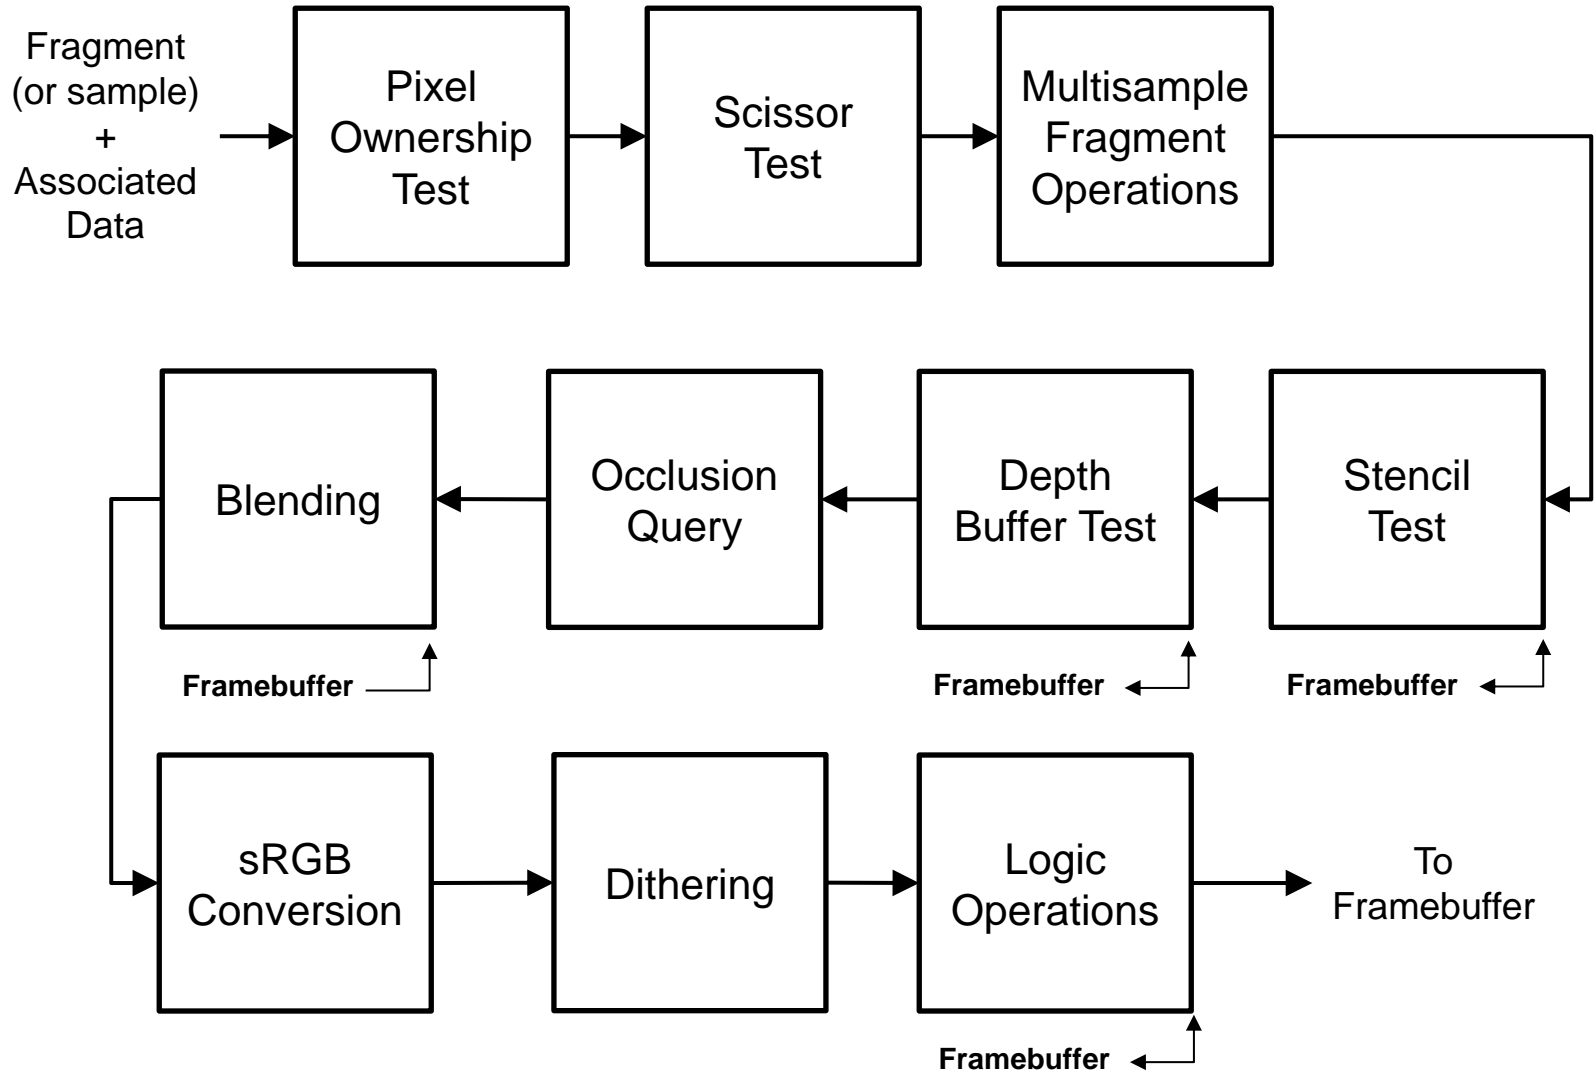 Fragment
(or sample)
+
Associated
Data
Pixel
Ownership
Test
Scissor
Test
Multisample
Fragment
Operations
Blending
Occlusion
Query
Depth
Buffer Test
Stencil
Test
Framebuffer
Framebuffer
Framebuffer
sRGB
Conversion
Dithering
Logic
Operations
To
Framebuffer
Framebuffer